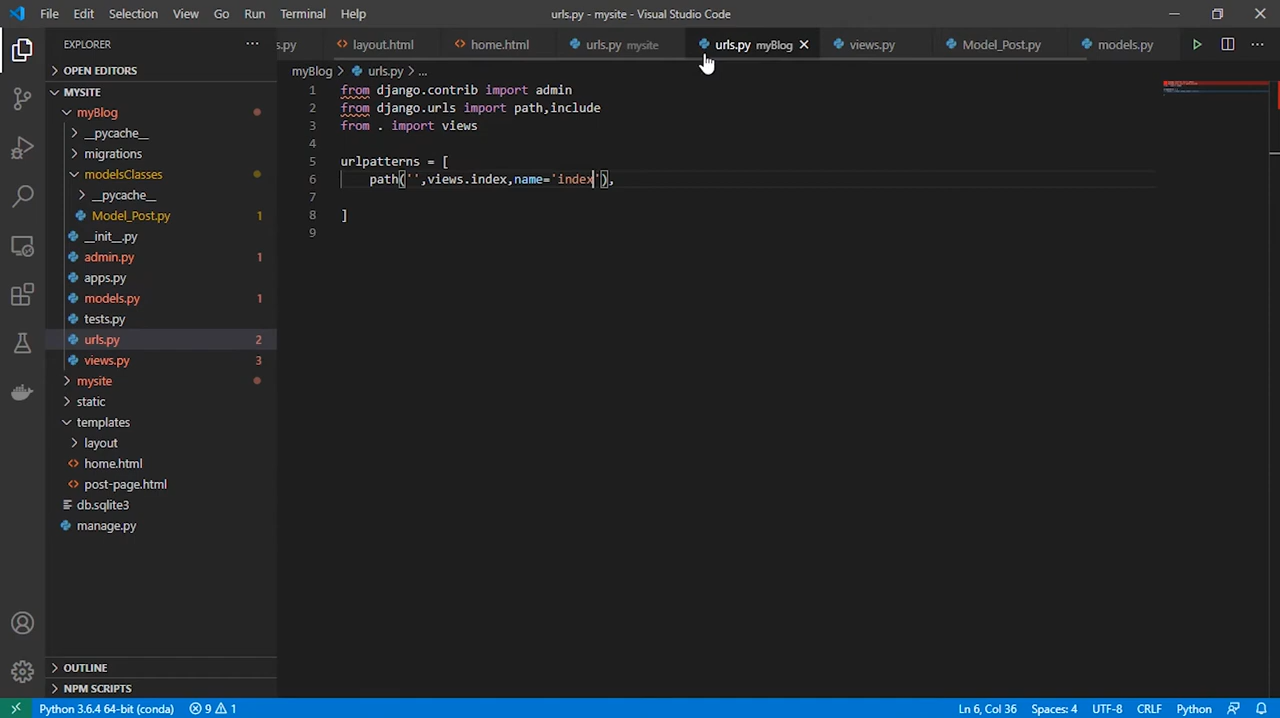 File Edit Selection View Go Run Terminal Help urls.py - mysite - Visual Studio Code
EXPLORER
s.py layout.html home.html urls.py mysite urls.py myBlog views.py Model_Post.py models.py
OPEN EDITORS
MYSITE
myBlog
__pycache__
migrations
modelsClasses
__pycache__
Model_Post.py 1
__init__.py
admin.py 1
apps.py
models.py 1
tests.py
urls.py 2
views.py 3
mysite
static
templates
layout
home.html
post-page.html
db.sqlite3
manage.py
OUTLINE
NPM SCRIPTS
myBlog > urls.py > ...
1 from django.contrib import admin
2 from django.urls import path,include
3 from . import views
4
5 urlpatterns = [
6 path('',views.index,name='index'),
7
8 ]
9
Python 3.6.4 64-bit (conda) 9 1 Ln 6, Col 36 Spaces: 4 UTF-8 CRLF Python